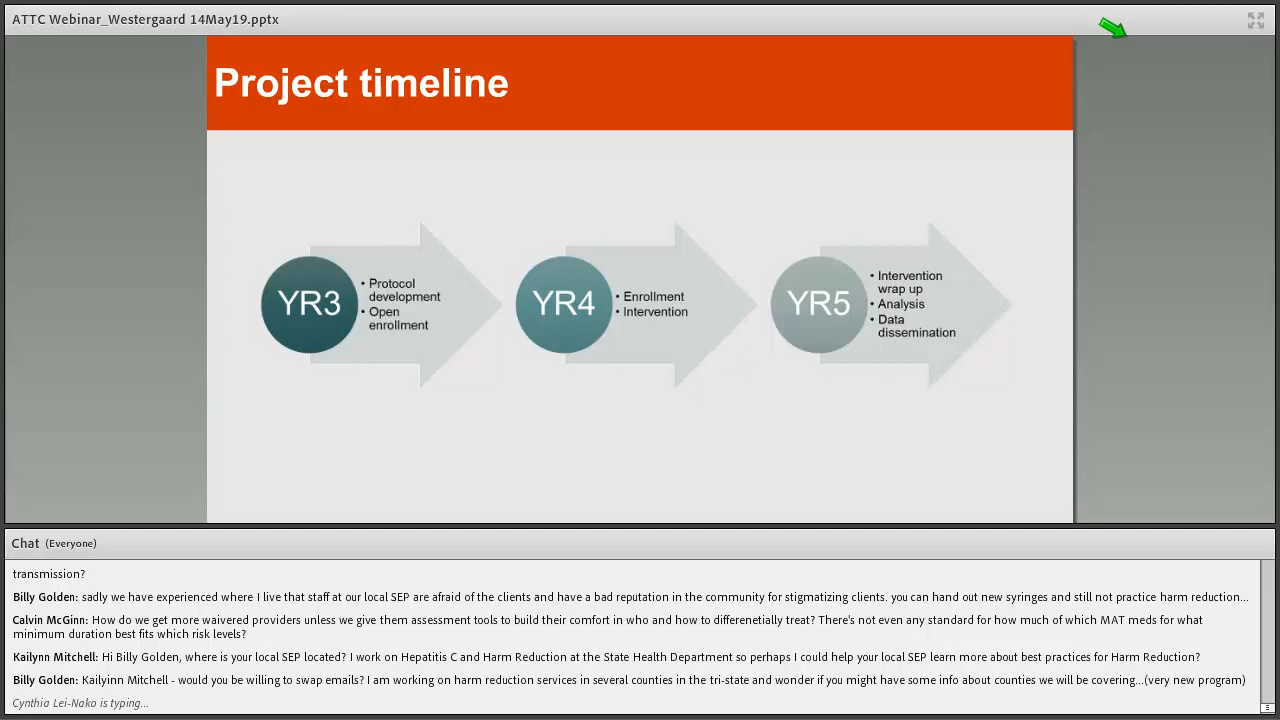 ATTC Webinar_Westergaard 14May19.pptx
Project timeline
YR3
• Protocol
development
• Open
enrollment
YR4
• Enrollment
• Intervention
YR5
• Intervention
wrap up
• Analysis
• Data
dissemination
Chat (Everyone)
transmission?
Billy Golden: sadly we have experienced where I live that staff at our local SEP are afraid of the clients and have a bad reputation in the community for stigmatizing clients. you can hand out new syringes and still not practice harm reduction...
Calvin McGinn: How do we get more waivered providers unless we give them assessment tools to build their comfort in who and how to differenetially treat? There's not even any standard for how much of which MAT meds for what
minimum duration best fits which risk levels?
Kailynn Mitchell: Hi Billy Golden, where is your local SEP located? I work on Hepatitis C and Harm Reduction at the State Health Department so perhaps I could help your local SEP learn more about best practices for Harm Reduction?
Billy Golden: Kailyinn Mitchell - would you be willing to swap emails? I am working on harm reduction services in several counties in the tri-state and wonder if you might have some info about counties we will be covering...(very new program)
Cynthia Lei-Nako is typing...